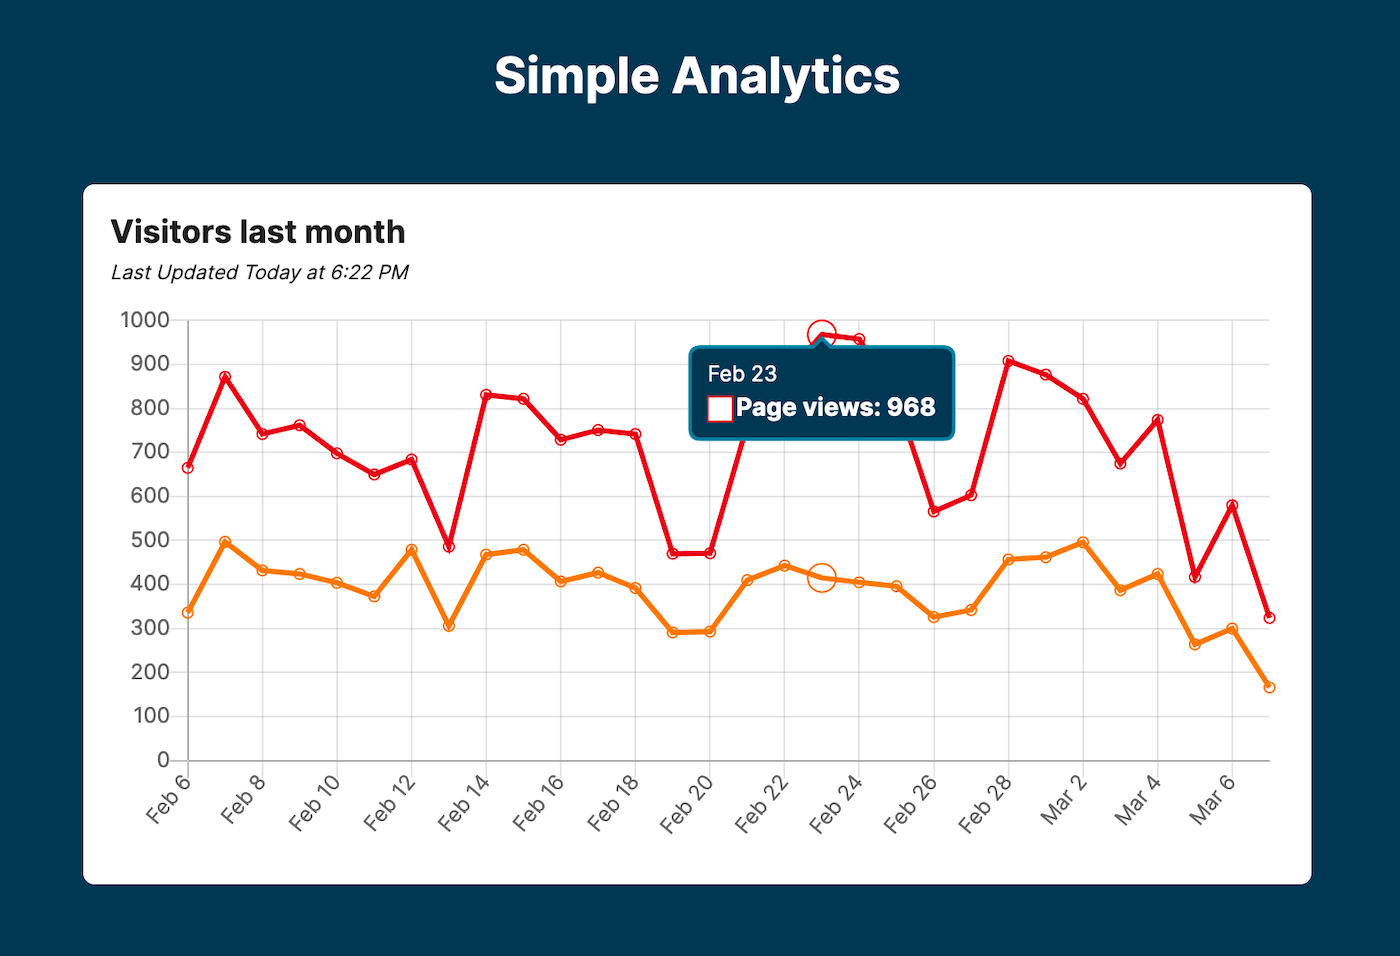 Simple Analytics
Visitors last month
Last Updated Today at 6:22 PM
1000
900
800
700
600
500
400
300
200
100
0
Feb 23
Page views: 968
Feb 6
Feb 8
Feb 10
Feb 12
Feb 14
Feb 16
Feb 18
Feb 20
Feb 22
Feb 24
Feb 26
Feb 28
Mar 2
Mar 4
Mar 6